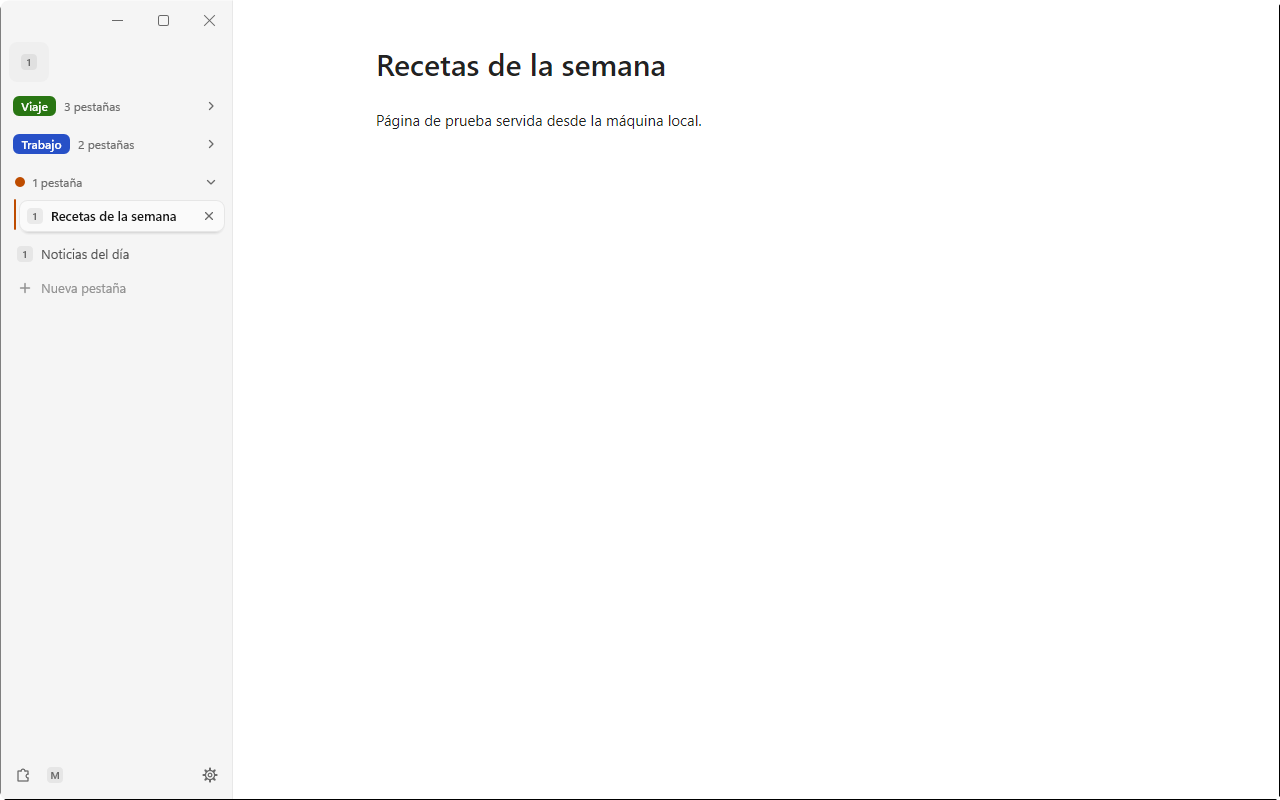 1
Viaje 3 pestañas
Trabajo 2 pestañas
1 pestaña
1 Recetas de la semana
1 Noticias del día
Nueva pestaña
M
Recetas de la semana
Página de prueba servida desde la máquina local.